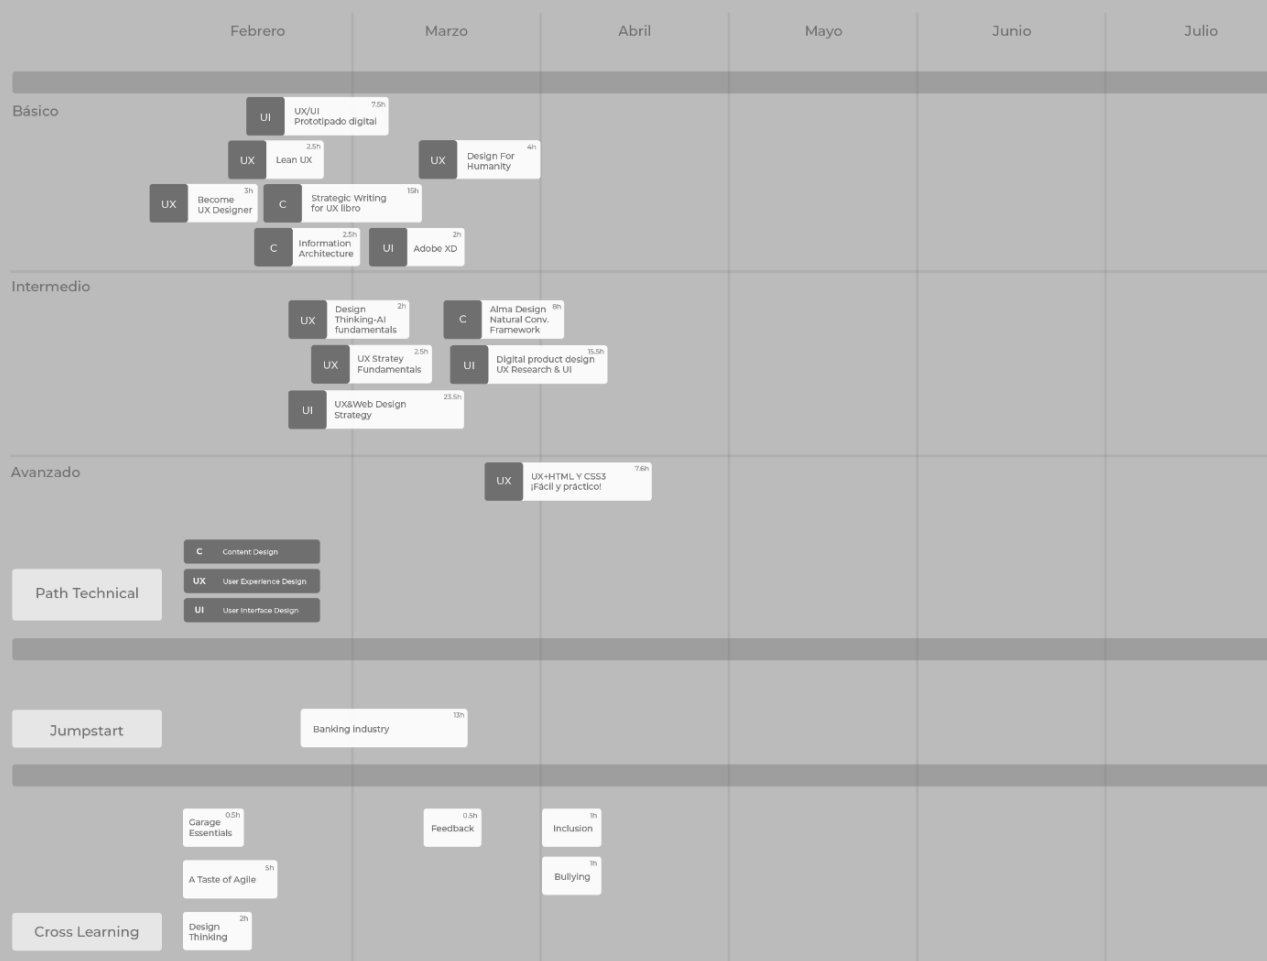 Febrero
Marzo
Abril
Mayo
Junio
Julio
Básico
UI
UX/UI
Prototipado digital
7.5h
UX
Lean UX
2.5h
UX
Design For
Humanity
4h
UX
Become
UX Designer
3h
C
Strategic Writing
for UX libro
15h
C
Information
Architecture
2.5h
UI
Adobe XD
2h
Intermedio
UX
Design
Thinking-AI
fundamentals
2h
C
Alma Design
Natural Conv.
Framework
8h
UX
UX Stratey
Fundamentals
2.5h
UI
Digital product design
UX Research & UI
15.5h
UI
UX&Web Design
Strategy
23.5h
Avanzado
UX
UX+HTML Y CSS3
¡Fácil y práctico!
7.6h
Path Technical
C Content Design
UX User Experience Design
UI User Interface Design
Jumpstart
Banking industry
13h
Garage
Essentials
0.5h
Feedback
0.5h
Inclusion
1h
A Taste of Agile
5h
Bullying
1h
Cross Learning
Design
Thinking
2h